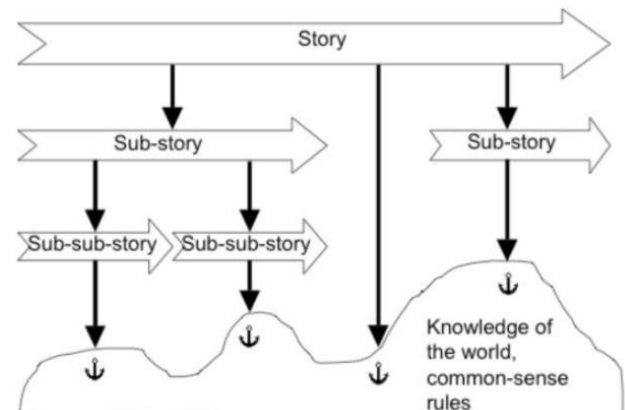 Story
Sub-story
Sub-story
Sub-sub-story
Sub-sub-story
Knowledge of
the world,
common-sense
rules